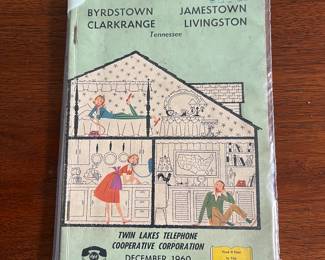 BYRDSTOWN JAMESTOWN
CLARKRANGE LIVINGSTON
Tennessee
TWIN LAKES TELEPHONE
COOPERATIVE CORPORATION
DECEMBER 1960